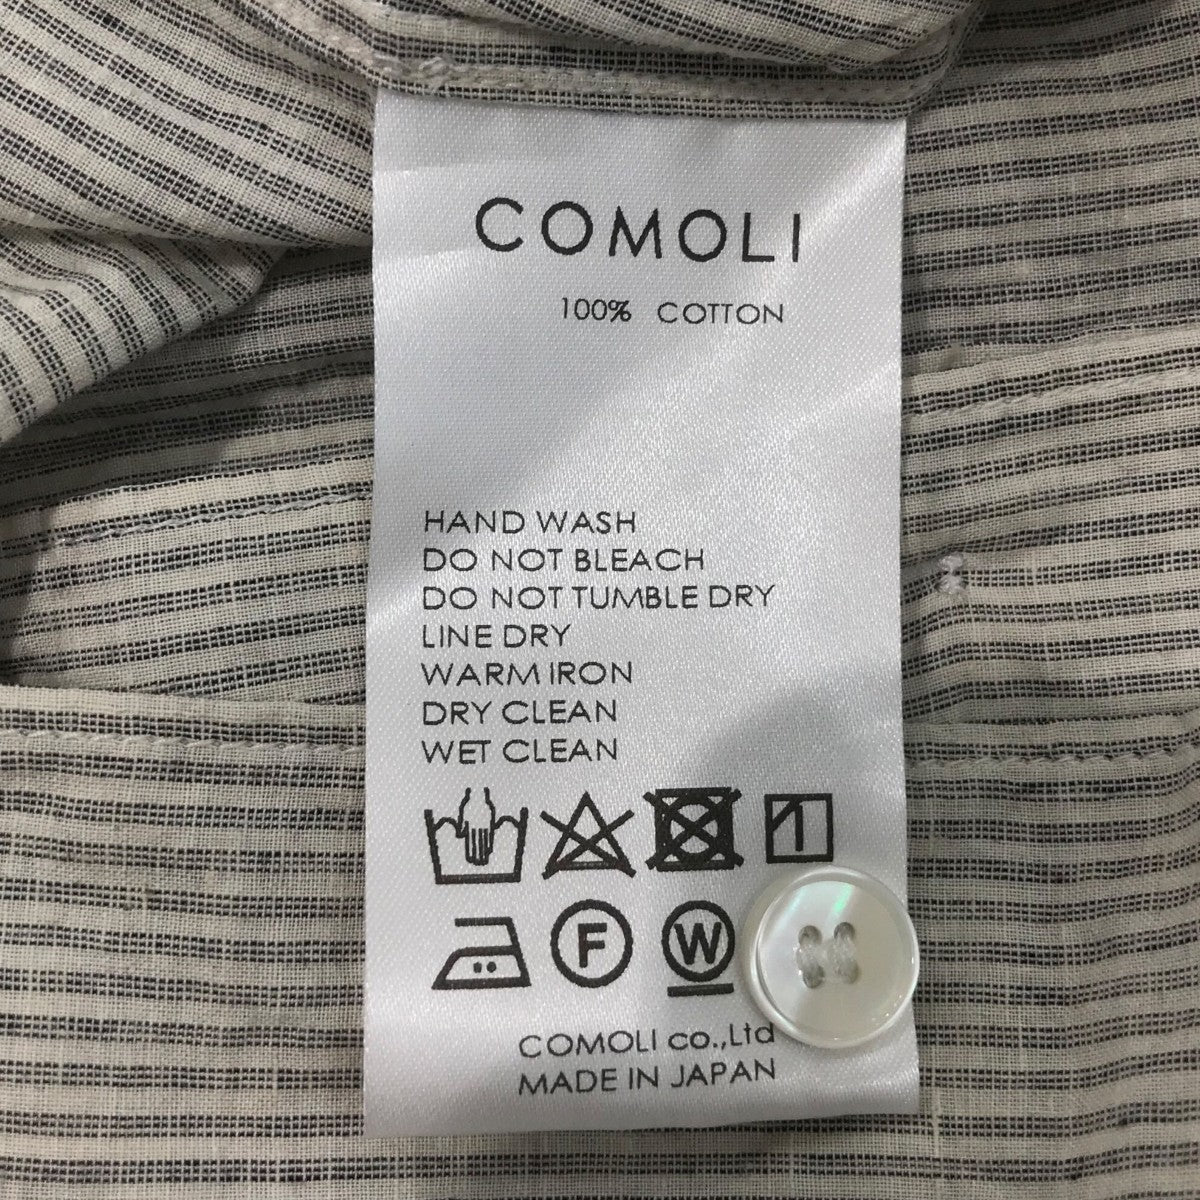 COMOLI
100% COTTON
HAND WASH
DO NOT BLEACH
DO NOT TUMBLE DRY
LINE DRY
WARM IRON
DRY CLEAN
WET CLEAN
F
W
COMOLI co.,Ltd
MADE IN JAPAN